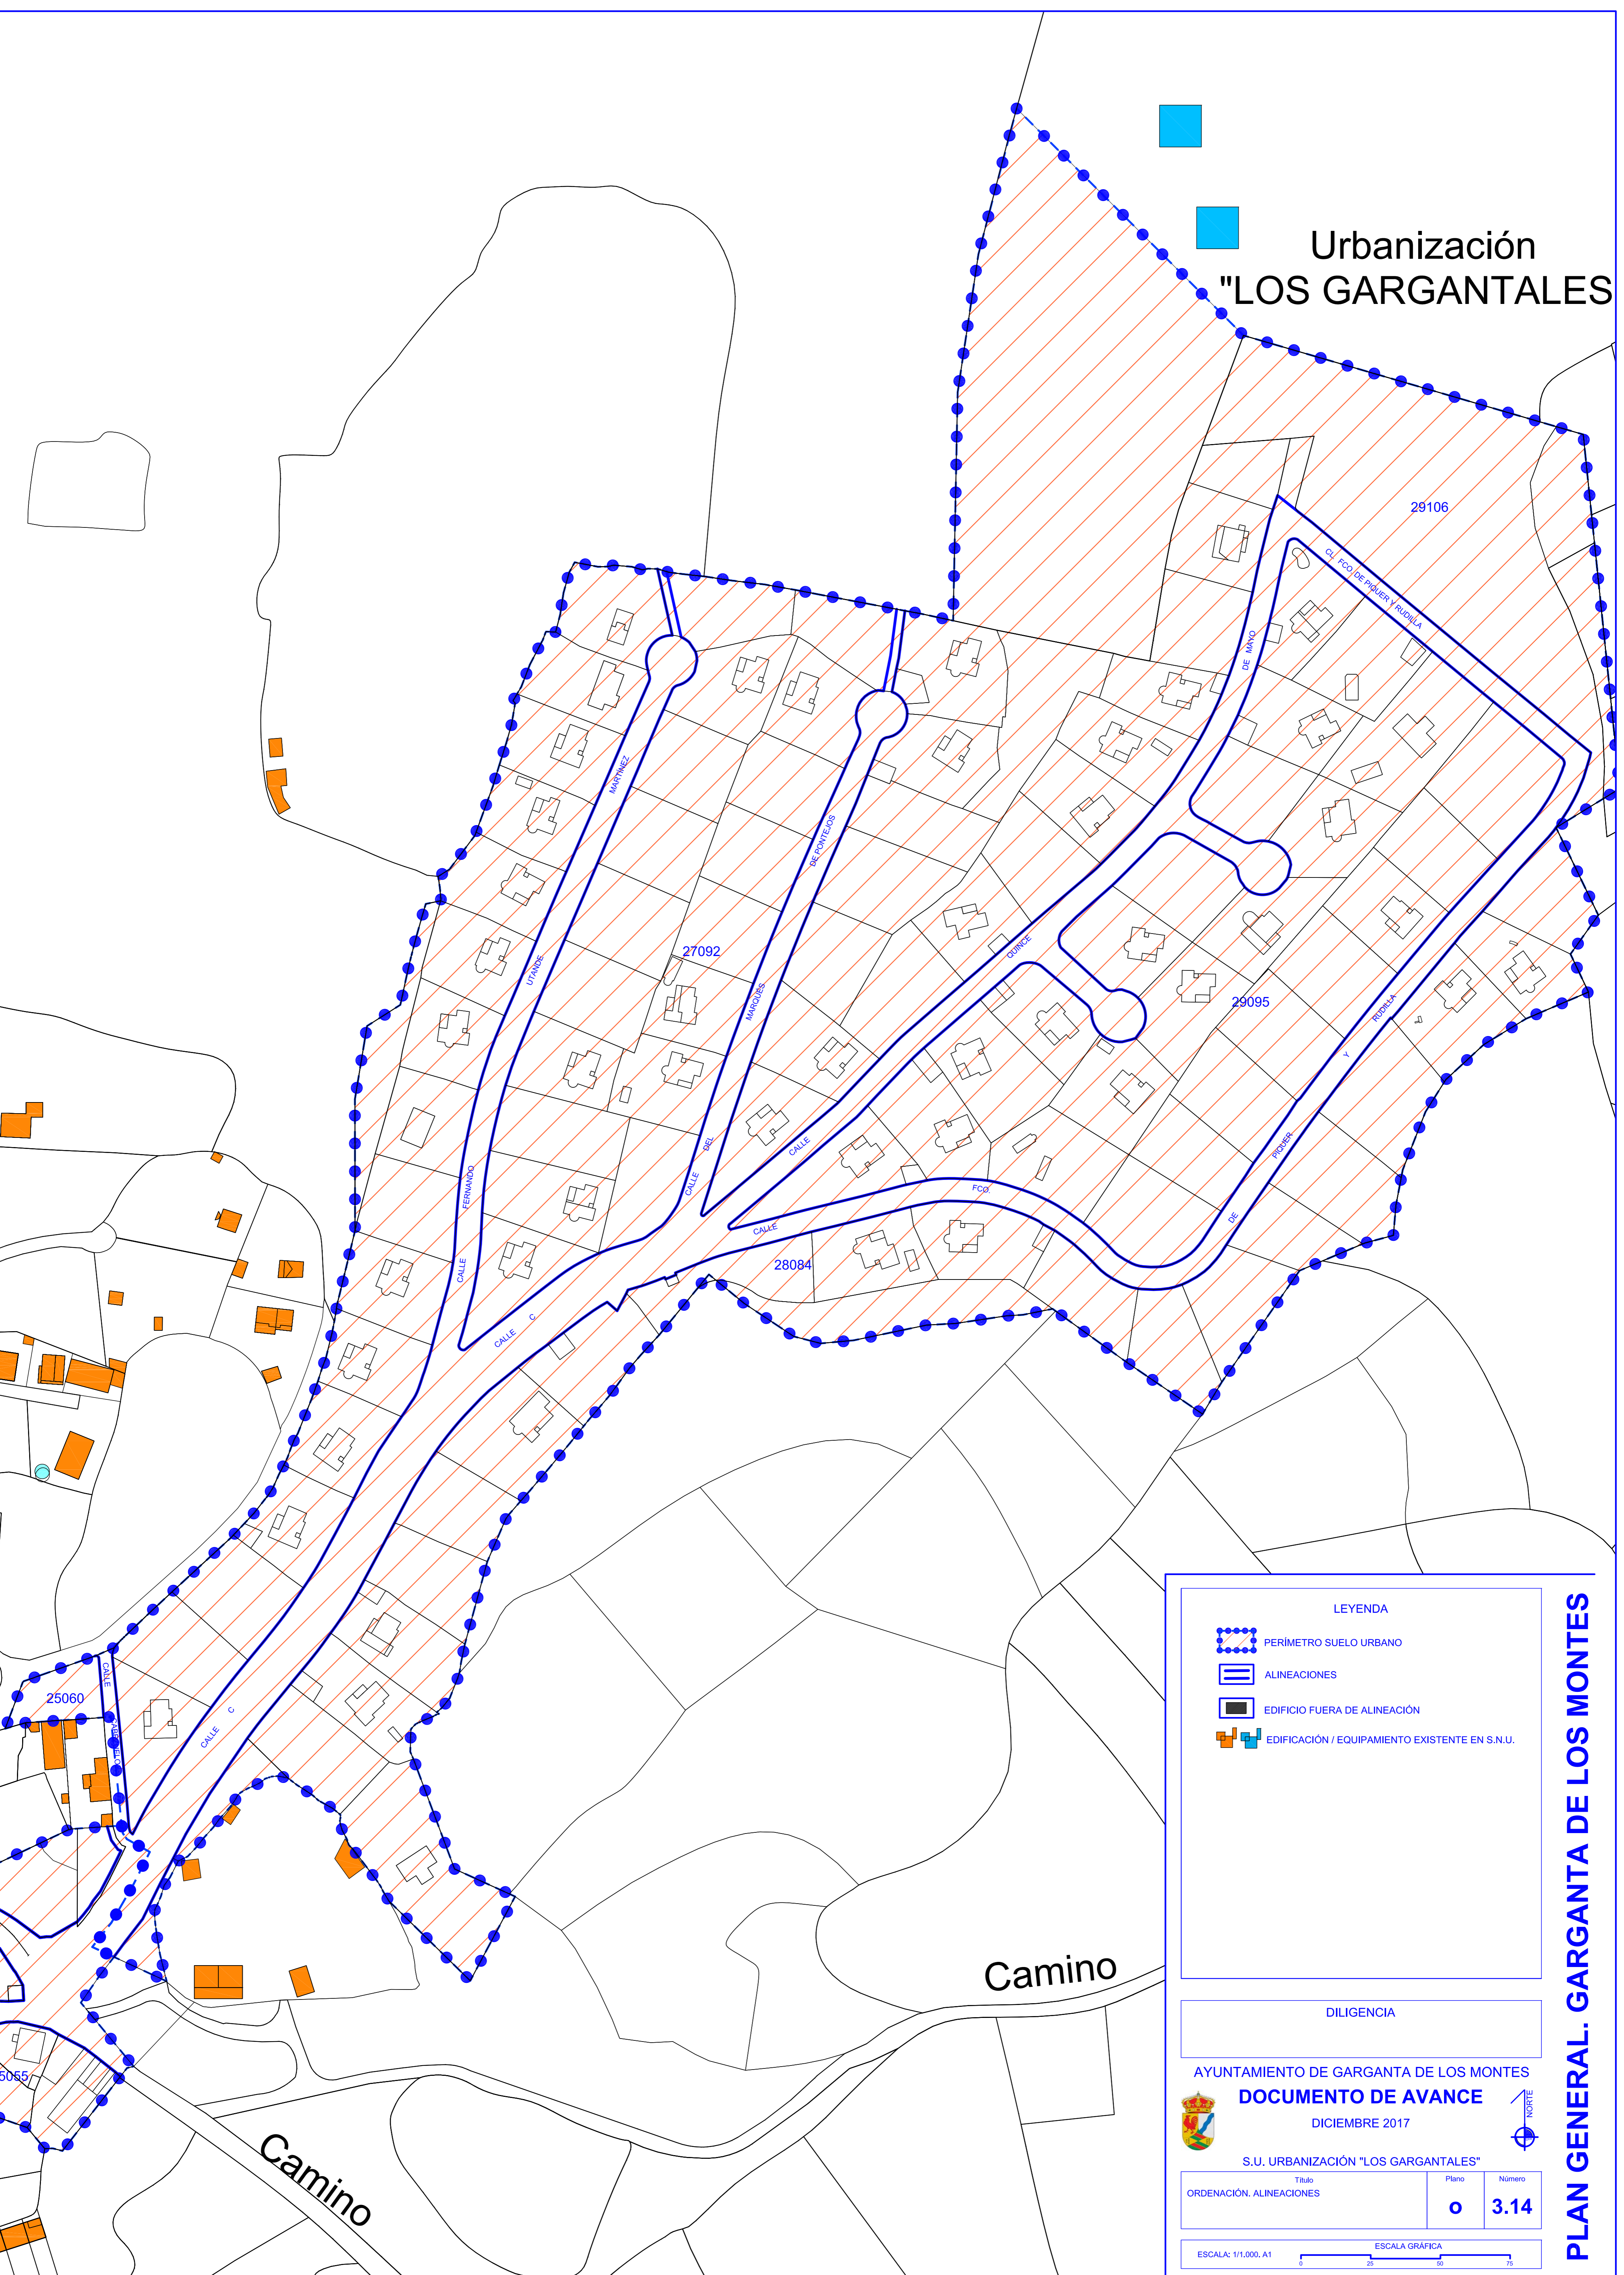 Urbanización
"LOS GARGANTALES
29106
CL. FCO. DE PIQUER Y RUDILLA
DE MAYO
MARTINEZ
DE PONTEJOS
27092
UTANDE
MARQUES
QUINCE
29095
RUDILLA
Y
PIQUER
DE
FCO.
CALLE
CALLE
DEL
CALLE
28084
FERNANDO
CALLE
CALLE C
CALLE C
25060
CALLE
5055
Camino
Camino
LEYENDA
PERÍMETRO SUELO URBANO
ALINEACIONES
EDIFICIO FUERA DE ALINEACIÓN
EDIFICACIÓN / EQUIPAMIENTO EXISTENTE EN S.N.U.
DILIGENCIA
AYUNTAMIENTO DE GARGANTA DE LOS MONTES
DOCUMENTO DE AVANCE
DICIEMBRE 2017
NORTE
S.U. URBANIZACIÓN "LOS GARGANTALES"
Título
ORDENACIÓN. ALINEACIONES
Plano
o
Número
3.14
ESCALA: 1/1.000. A1
ESCALA GRÁFICA
0 25 50 75
PLAN GENERAL. GARGANTA DE LOS MONTES